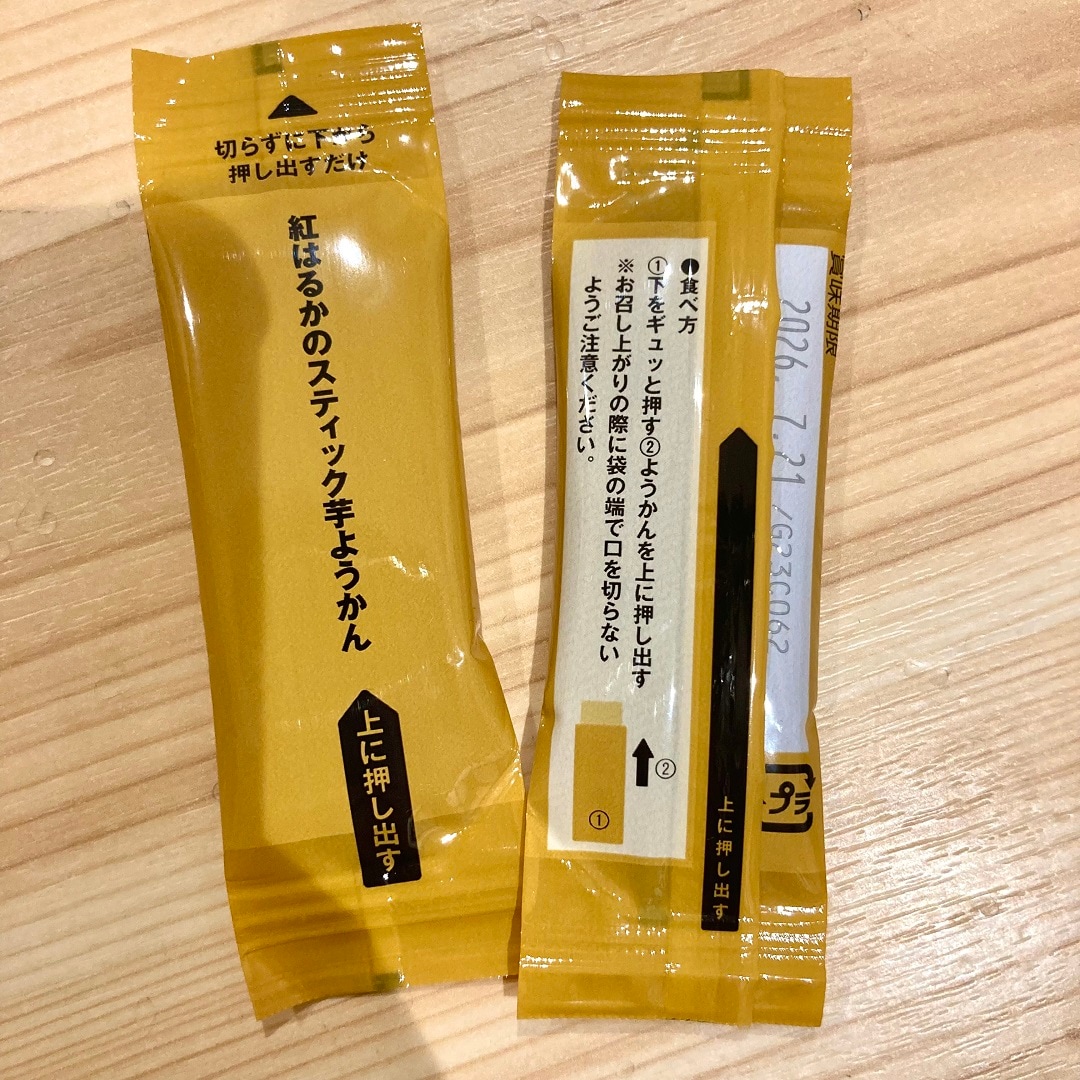 切らずに下から
押し出すだけ
紅はるかのスティック芋ようかん
上に押し出す
●食べ方
①下をギュッと押す②ようかんを上に押し出す
※お召し上がりの際に袋の端で口を切らない
ようご注意ください。
①
②
上に押し出す
賞味期限
2026. 7.21 /G23C062
プラ